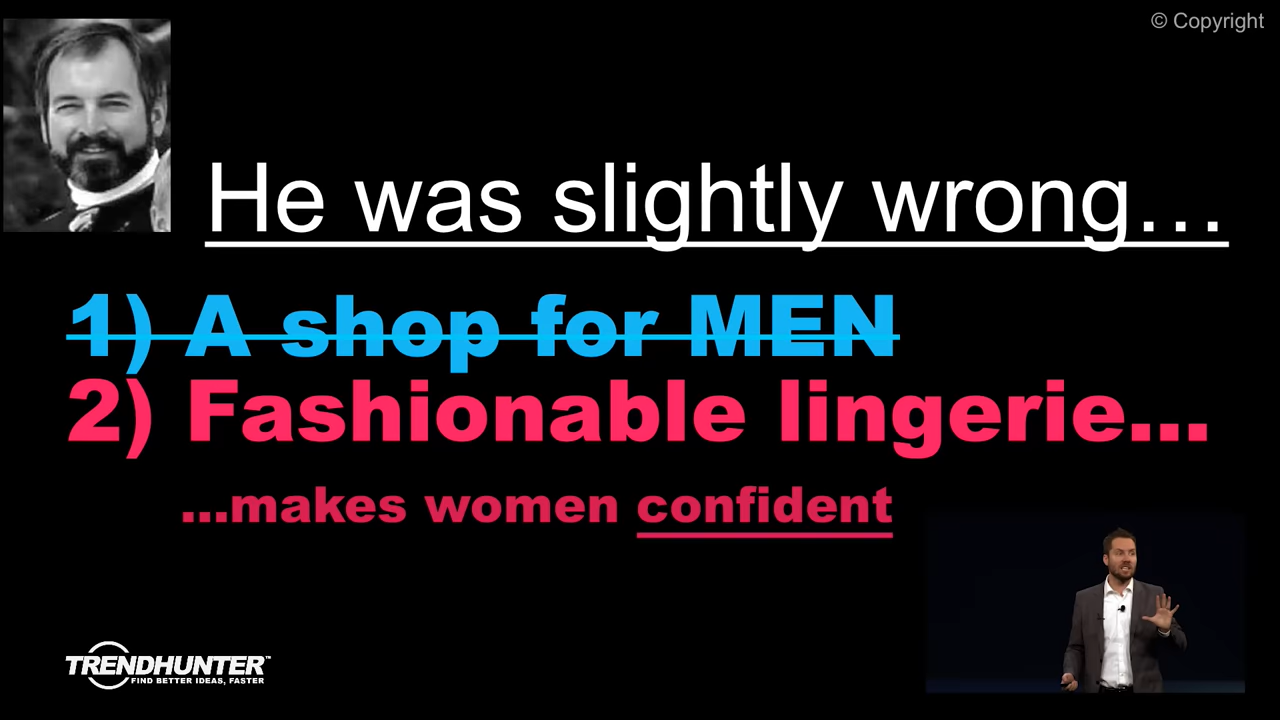 © Copyright
He was slightly wrong...
1) A shop for MEN
2) Fashionable lingerie...
...makes women confident
TRENDHUNTER™
FIND BETTER IDEAS, FASTER